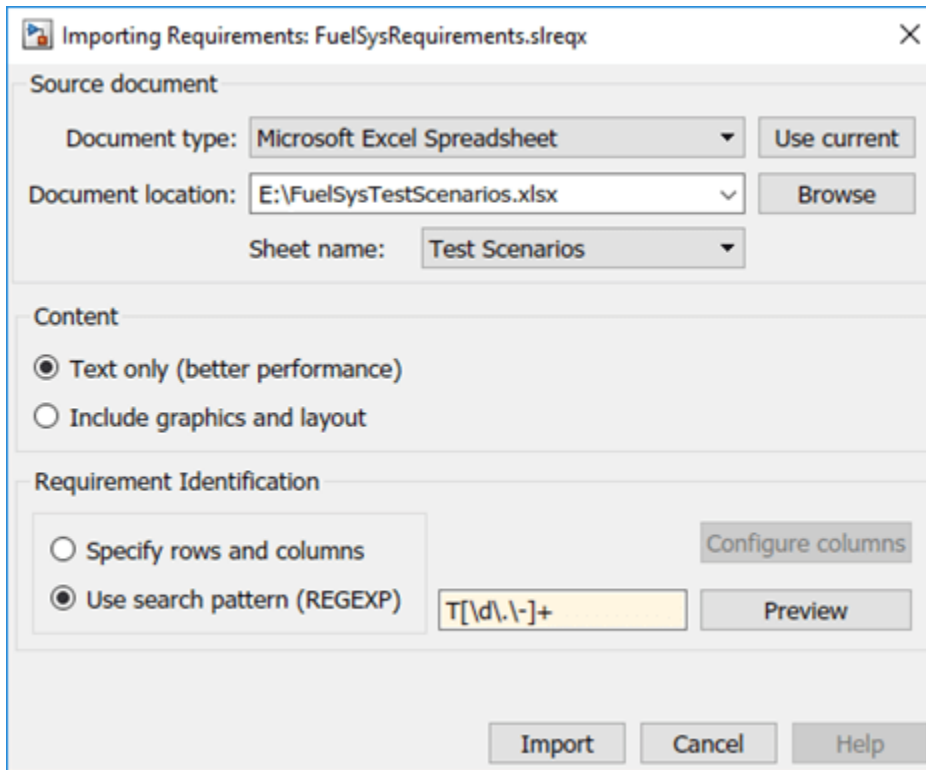 Importing Requirements: FuelSysRequirements.slreqx
Source document
Document type: Microsoft Excel Spreadsheet Use current
Document location: E:\FuelSysTestScenarios.xlsx Browse
Sheet name: Test Scenarios
Content
Text only (better performance)
Include graphics and layout
Requirement Identification
Specify rows and columns Configure columns
Use search pattern (REGEXP) T[\d\.\-]+ Preview
Import Cancel Help